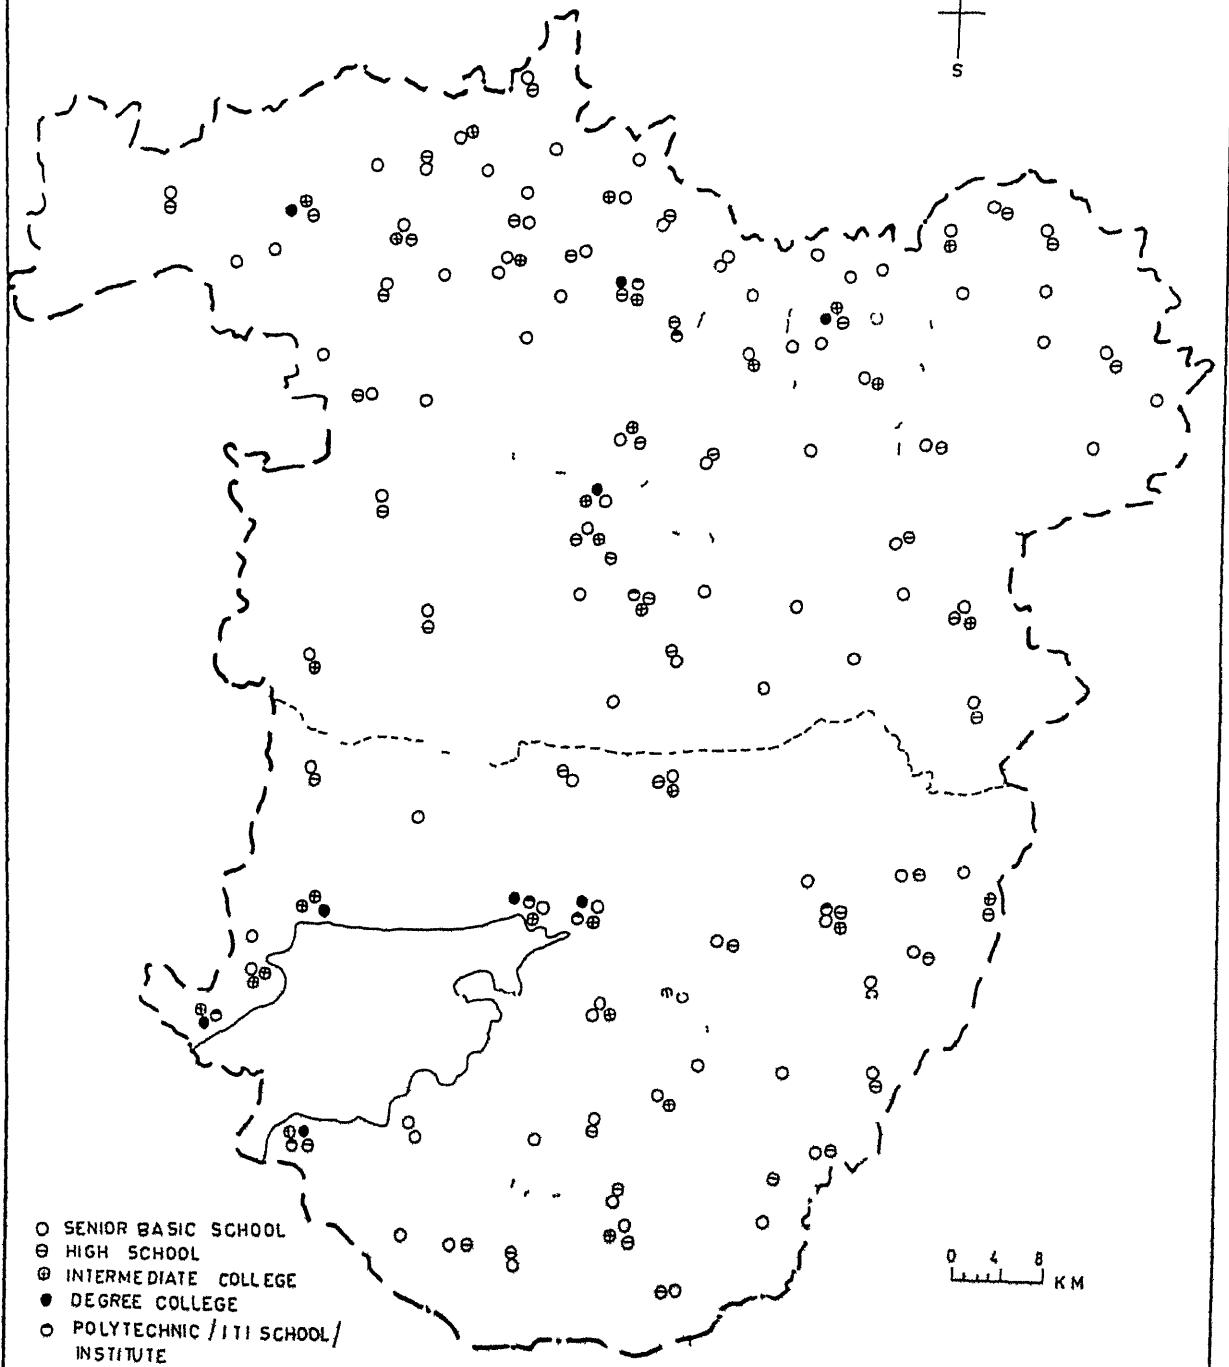 S
SENIOR BASIC SCHOOL
HIGH SCHOOL
INTERMEDIATE COLLEGE
DEGREE COLLEGE
POLYTECHNIC / ITI SCHOOL /
INSTITUTE
0 4 8
KM